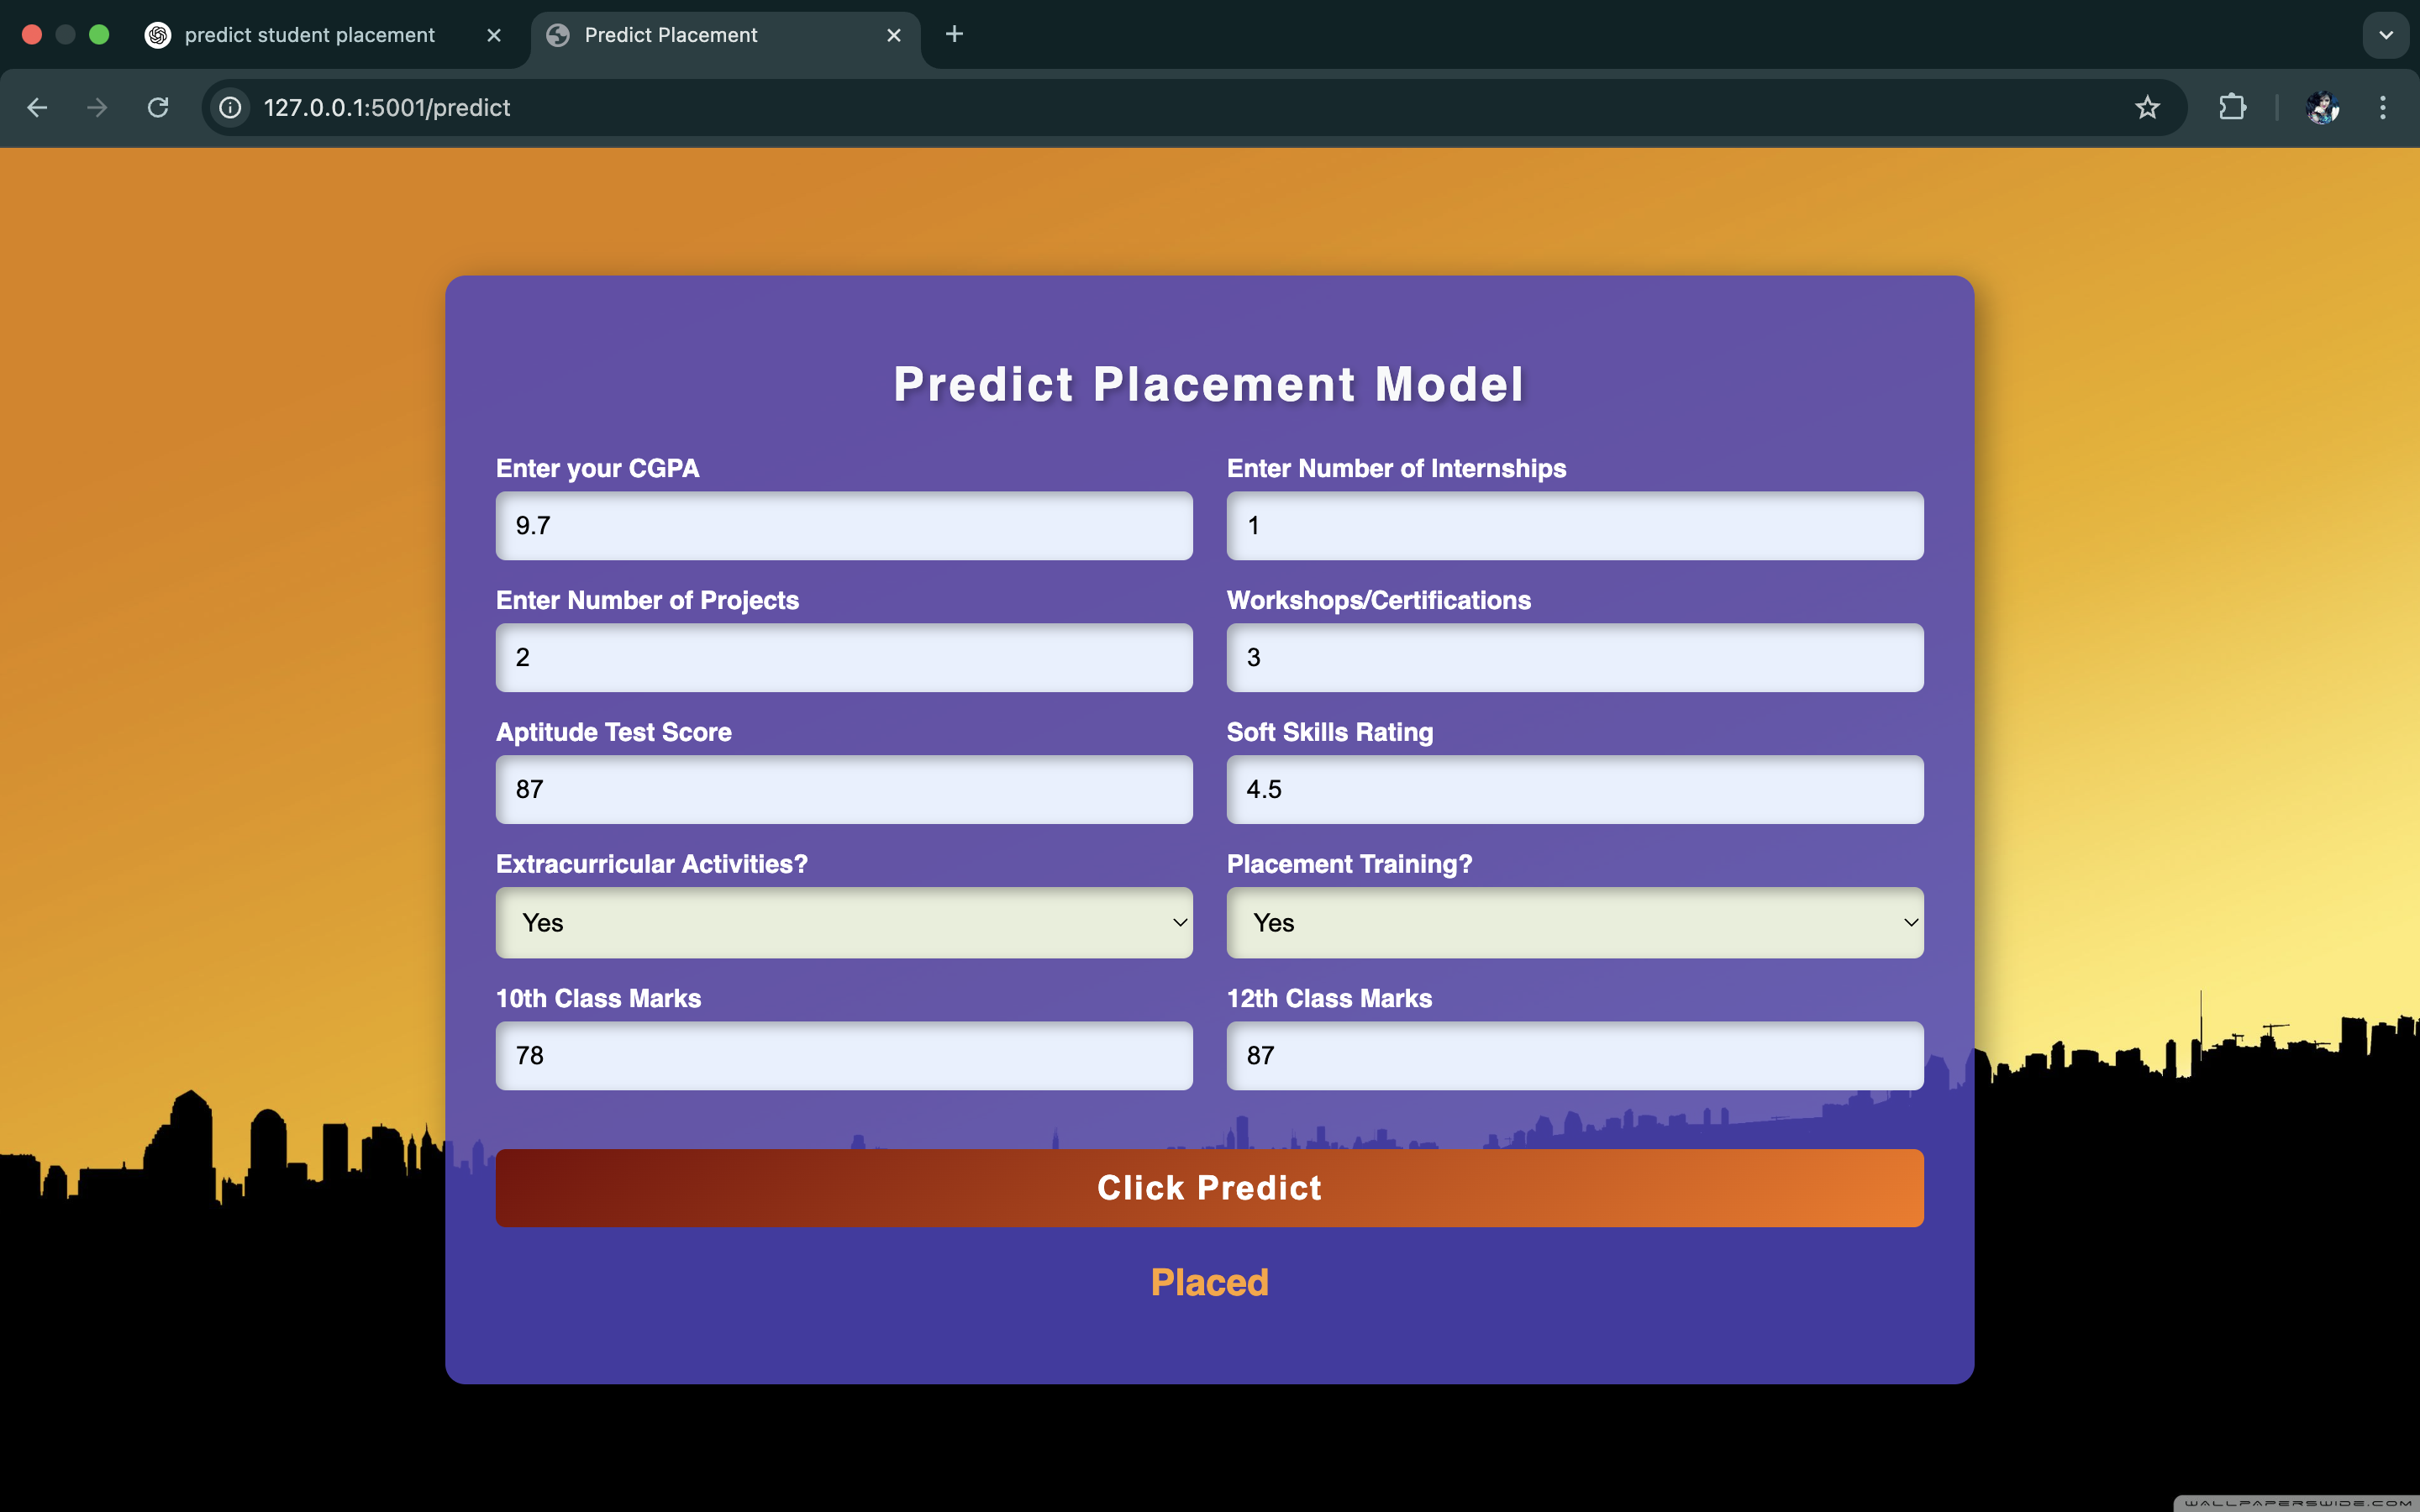 predict student placement
Predict Placement
127.0.0.1:5001/predict
Predict Placement Model
Enter your CGPA
Enter Number of Internships
9.7
1
Enter Number of Projects
Workshops/Certifications
2
3
Aptitude Test Score
Soft Skills Rating
87
4.5
Extracurricular Activities?
Placement Training?
Yes
Yes
10th Class Marks
12th Class Marks
78
87
Click Predict
Placed
WALLPAPERSWIDE.COM